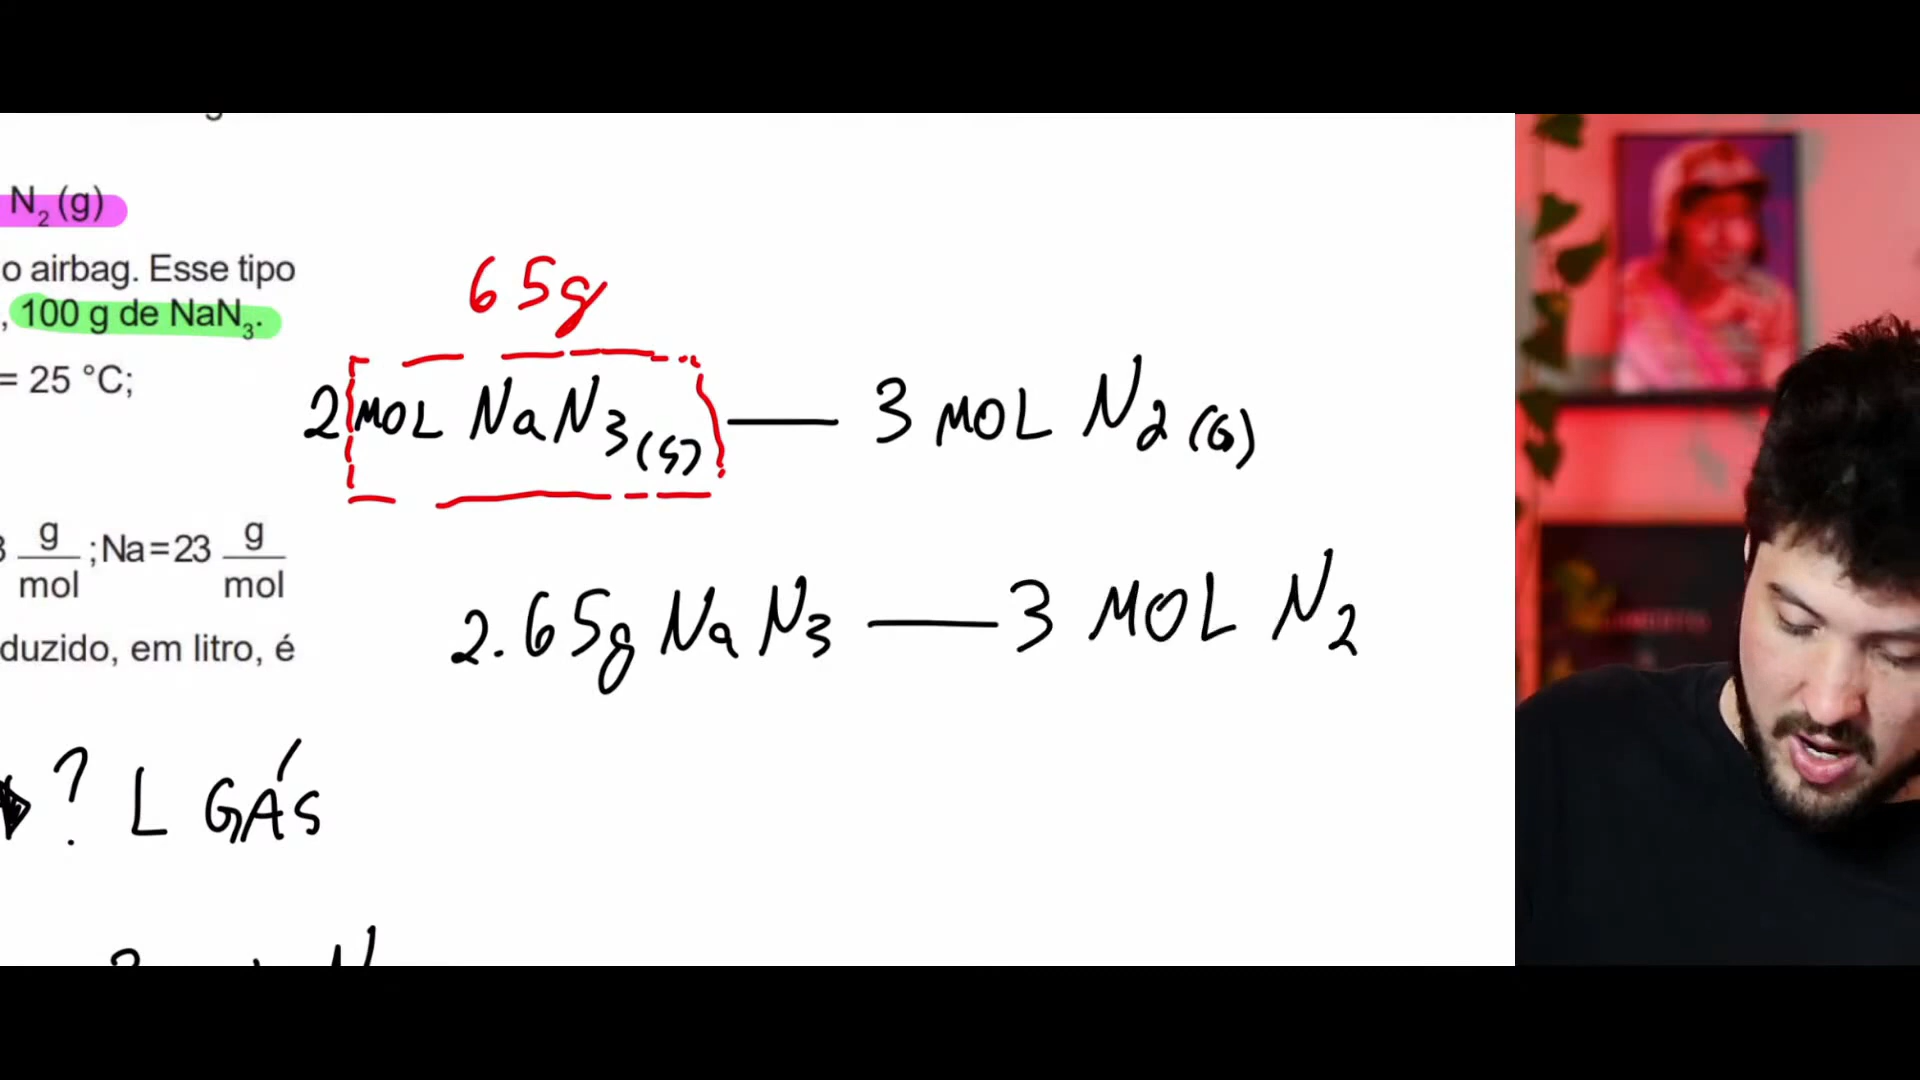 N₂ (g)
o airbag. Esse tipo
, 100 g de NaN₃.
= 25 °C;
g/mol ; Na = 23 g/mol
duzido, em litro, é
? L GÁS
65g
2 MOL NaN₃(s) — 3 MOL N₂(G)
2.65g NaN₃ — 3 MOL N₂